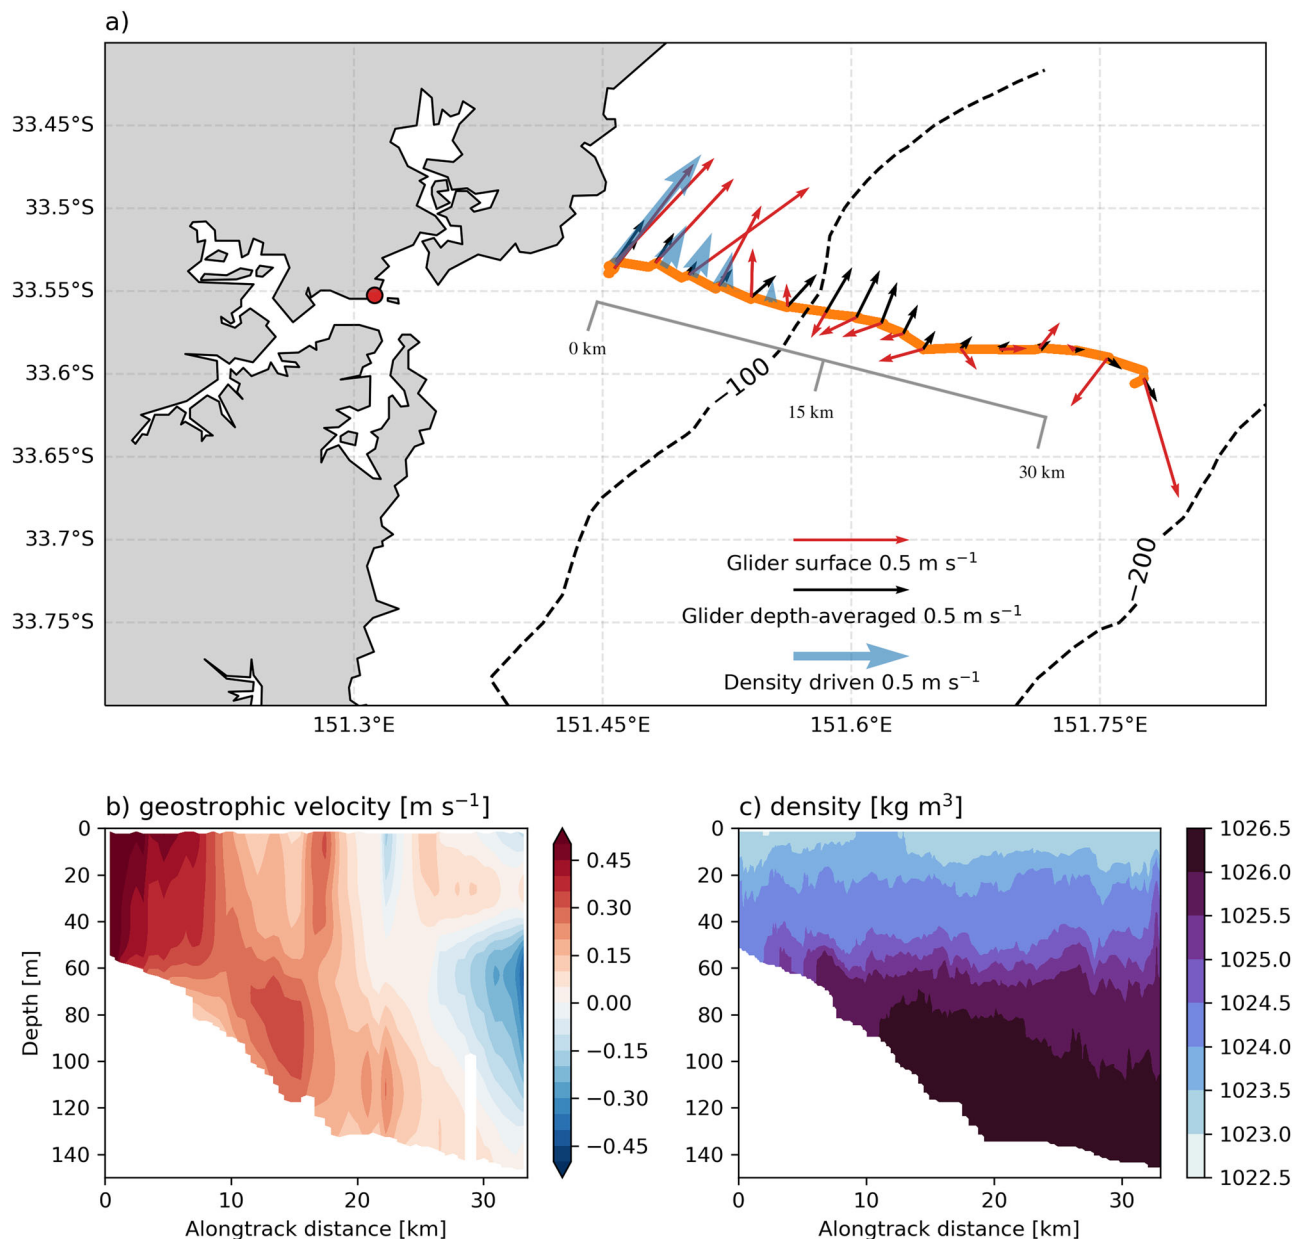 a)
33.45°S
33.5°S
33.55°S
33.6°S
33.65°S
33.7°S
33.75°S
0 km
15 km
30 km
−100
−200
Glider surface 0.5 m s⁻¹
Glider depth-averaged 0.5 m s⁻¹
Density driven 0.5 m s⁻¹
151.3°E 151.45°E 151.6°E 151.75°E
b) geostrophic velocity [m s⁻¹]
0
20
40
60
80
100
120
140
Depth [m]
0 10 20 30
Alongtrack distance [km]
0.45
0.30
0.15
0.00
−0.15
−0.30
−0.45
c) density [kg m³]
0
20
40
60
80
100
120
140
0 10 20 30
Alongtrack distance [km]
1026.5
1026.0
1025.5
1025.0
1024.5
1024.0
1023.5
1023.0
1022.5